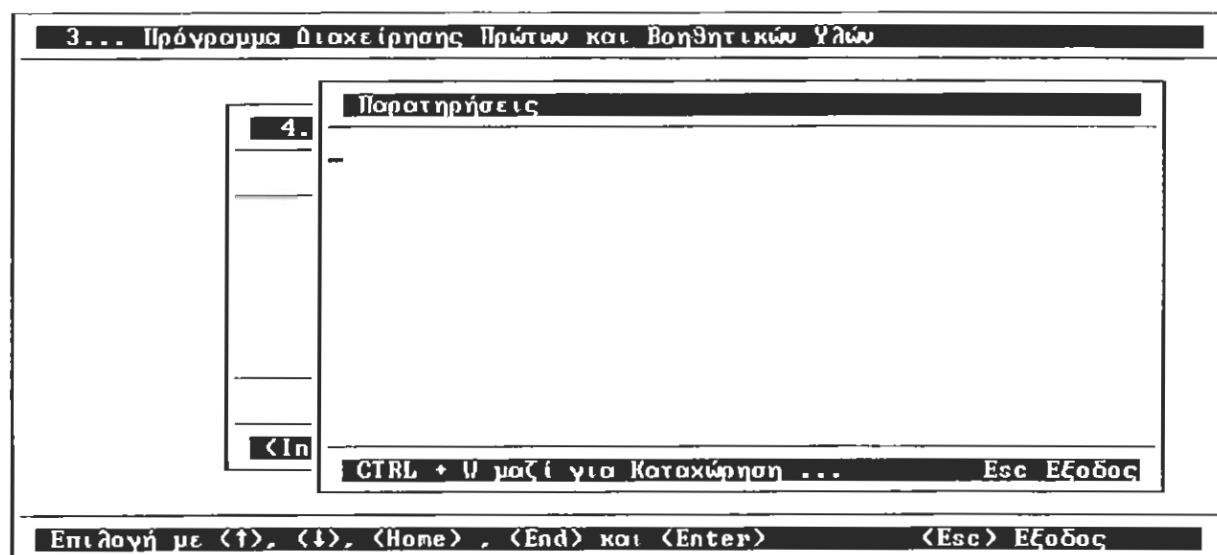 3... Πρόγραμμα Διαχείρησης Πρώτων και Βοηθητικών Υλών
Παρατηρήσεις
4.
<In
CTRL + W μαζί για Καταχώρηση ... Esc Εξοδος
Επιλογή με <↑>, <↓>, <Home> , <End> και <Enter> <Esc> Εξοδος